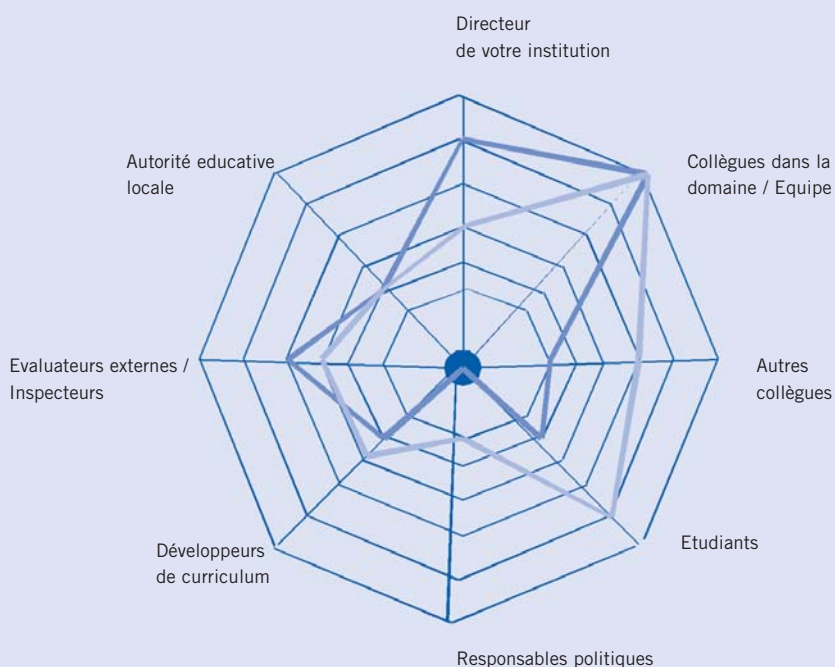 Directeur
de votre institution
Autorité educative
locale
Collègues dans la
domaine / Equipe
Evaluateurs externes /
Inspecteurs
Autres
collègues
Développeurs
de curriculum
Etudiants
Responsables politiques